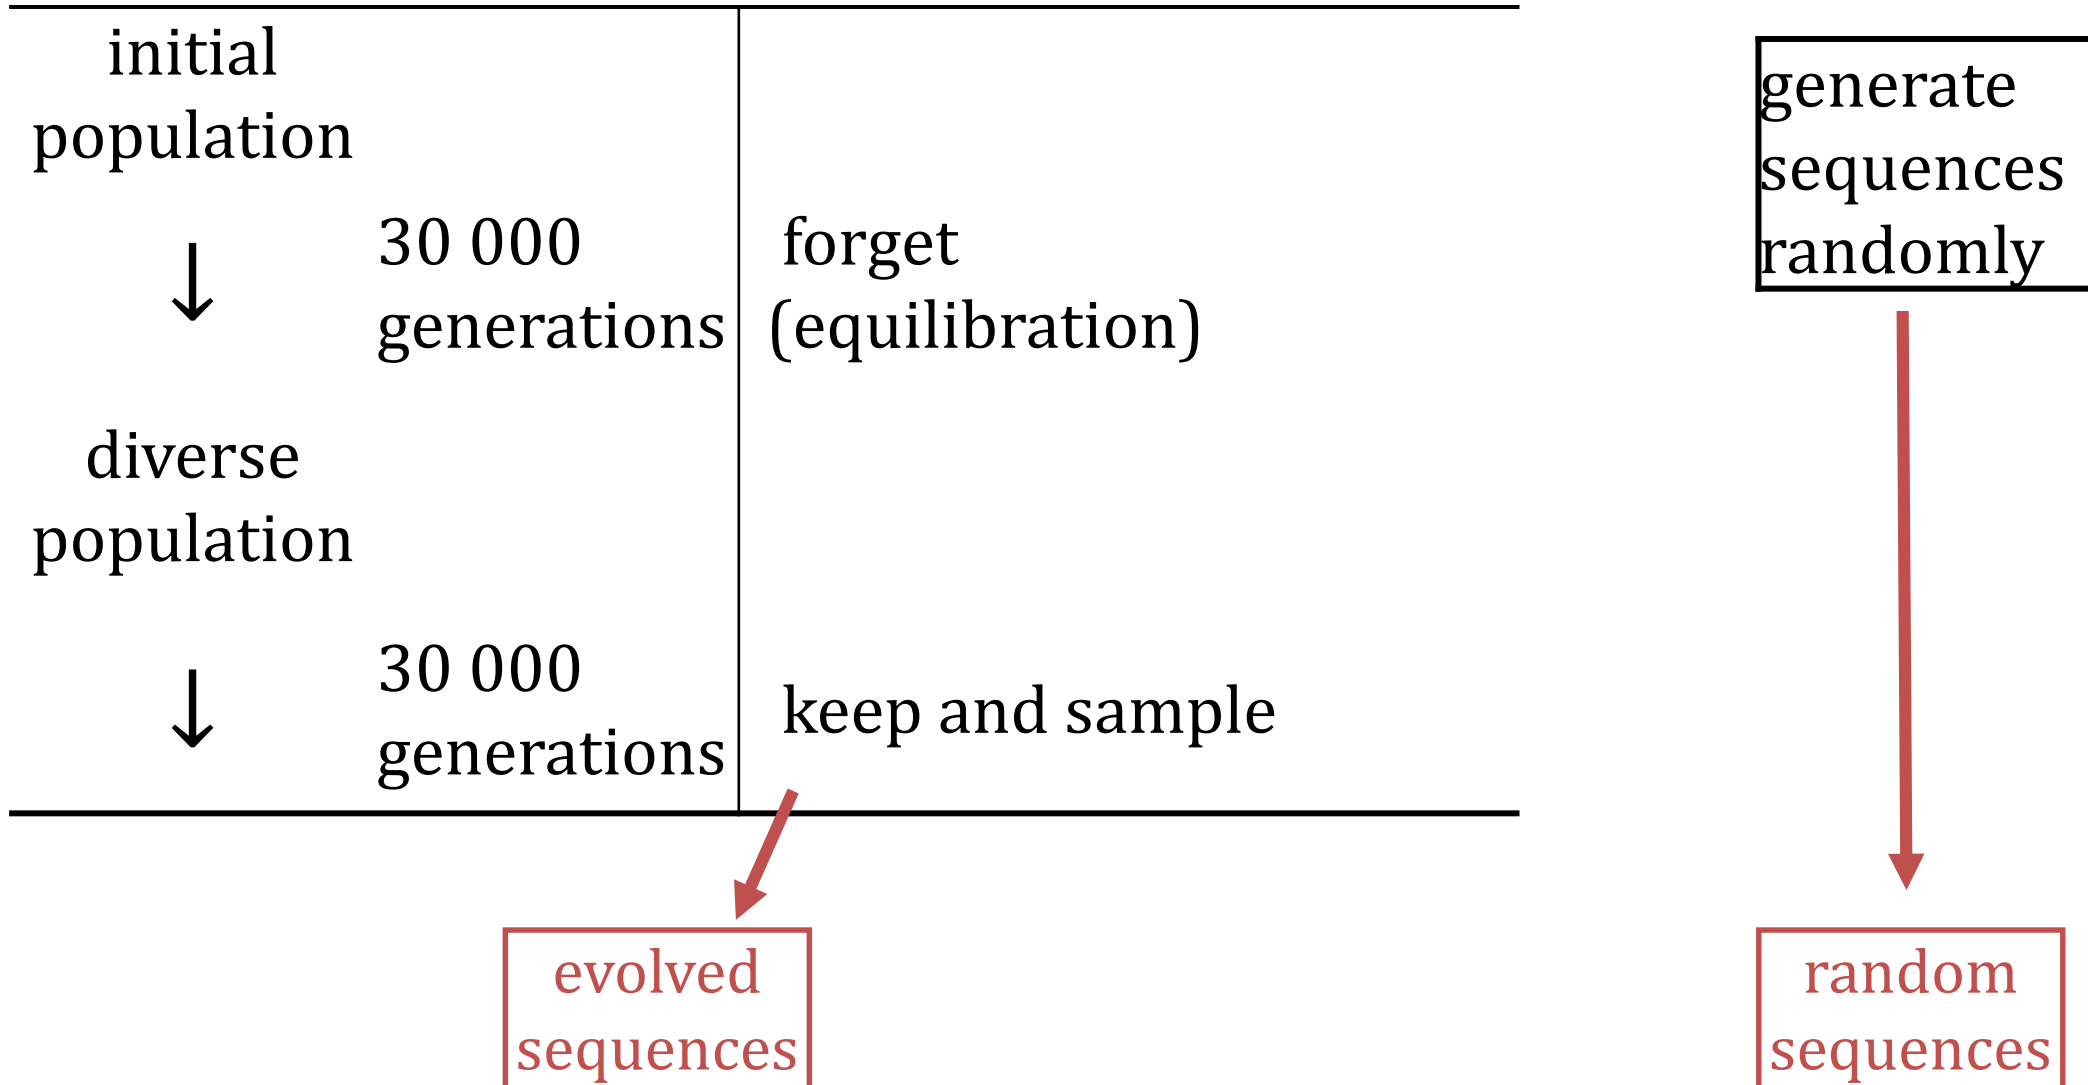 initial
population
↓
30 000
generations
forget
(equilibration)
diverse
population
↓
30 000
generations
keep and sample
evolved
sequences
generate
sequences
randomly
random
sequences